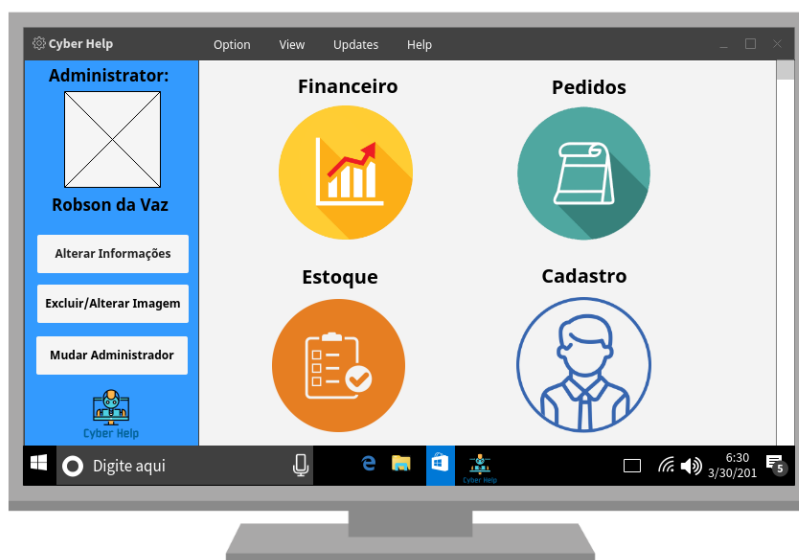 Cyber Help
Option View Updates Help
Administrator:
Robson da Vaz
Alterar Informações
Excluir/Alterar Imagem
Mudar Administrador
Cyber Help
Financeiro
Pedidos
Estoque
Cadastro
Digite aqui
Cyber Help
6:30
3/30/201
5